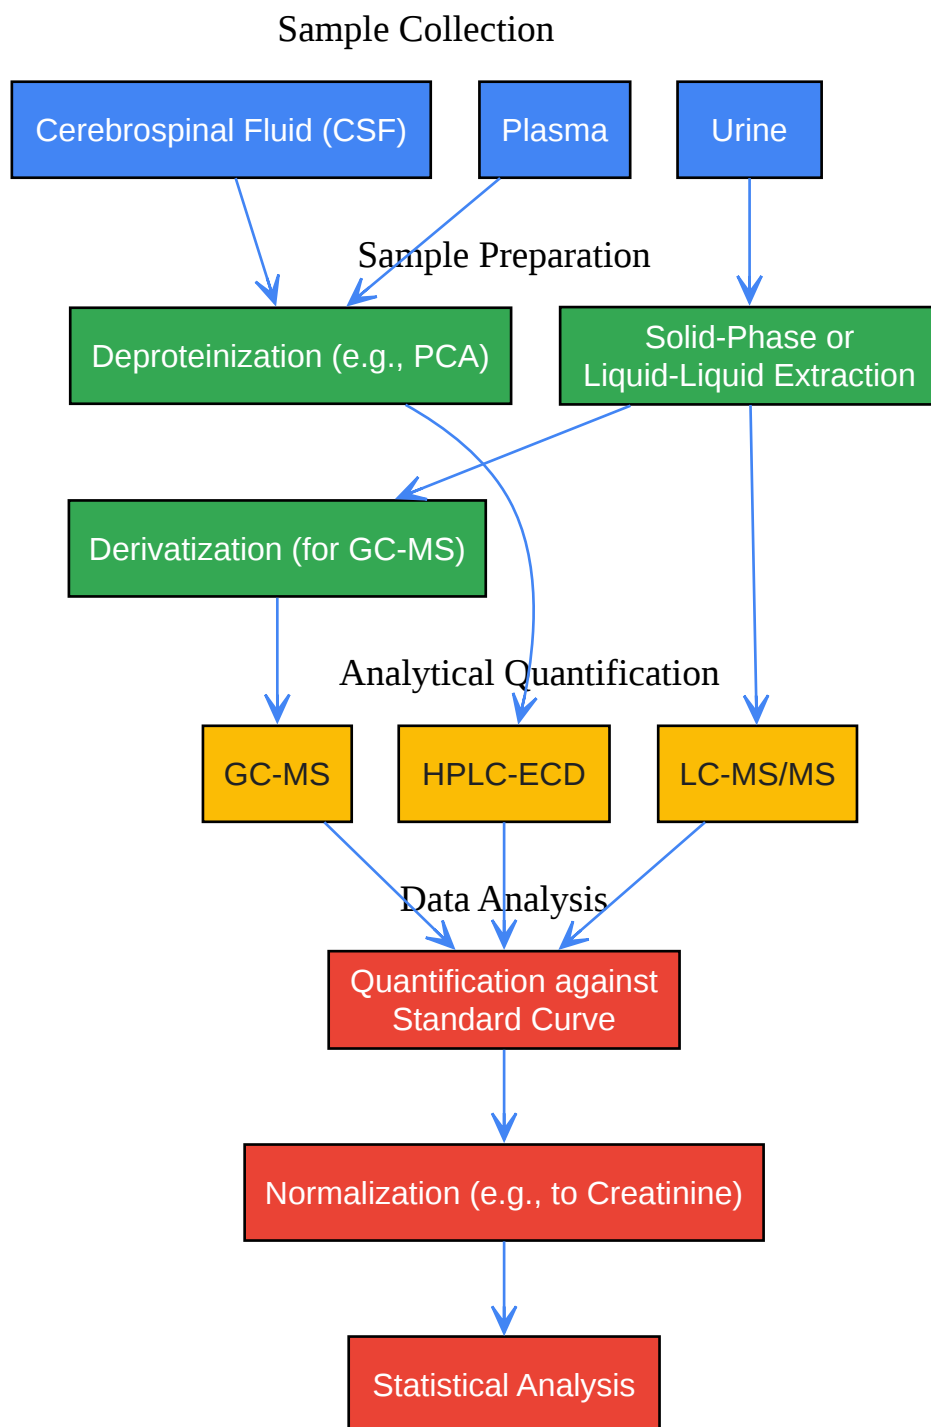 Sample Collection
Cerebrospinal Fluid (CSF)
Plasma
Urine
Sample Preparation
Deproteinization (e.g., PCA)
Solid-Phase or
Liquid-Liquid Extraction
Derivatization (for GC-MS)
Analytical Quantification
GC-MS
HPLC-ECD
LC-MS/MS
Data Analysis
Quantification against
Standard Curve
Normalization (e.g., to Creatinine)
Statistical Analysis